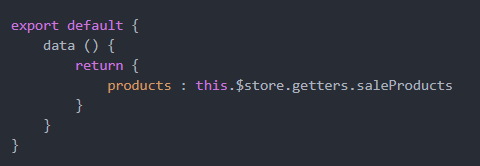 export default {
    data () {
        return {
            products : this.$store.getters.saleProducts
        }
    }
}